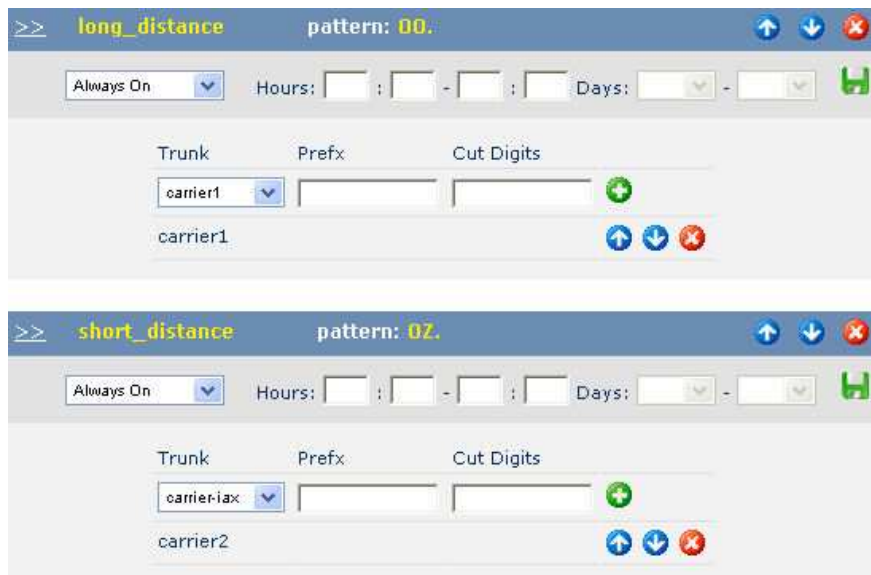 >> long_distance pattern: 00.
Always On Hours: : - : Days: -
Trunk Prefx Cut Digits
carrier1
carrier1
>> short_distance pattern: 0Z.
Always On Hours: : - : Days: -
Trunk Prefx Cut Digits
carrier-iax
carrier2